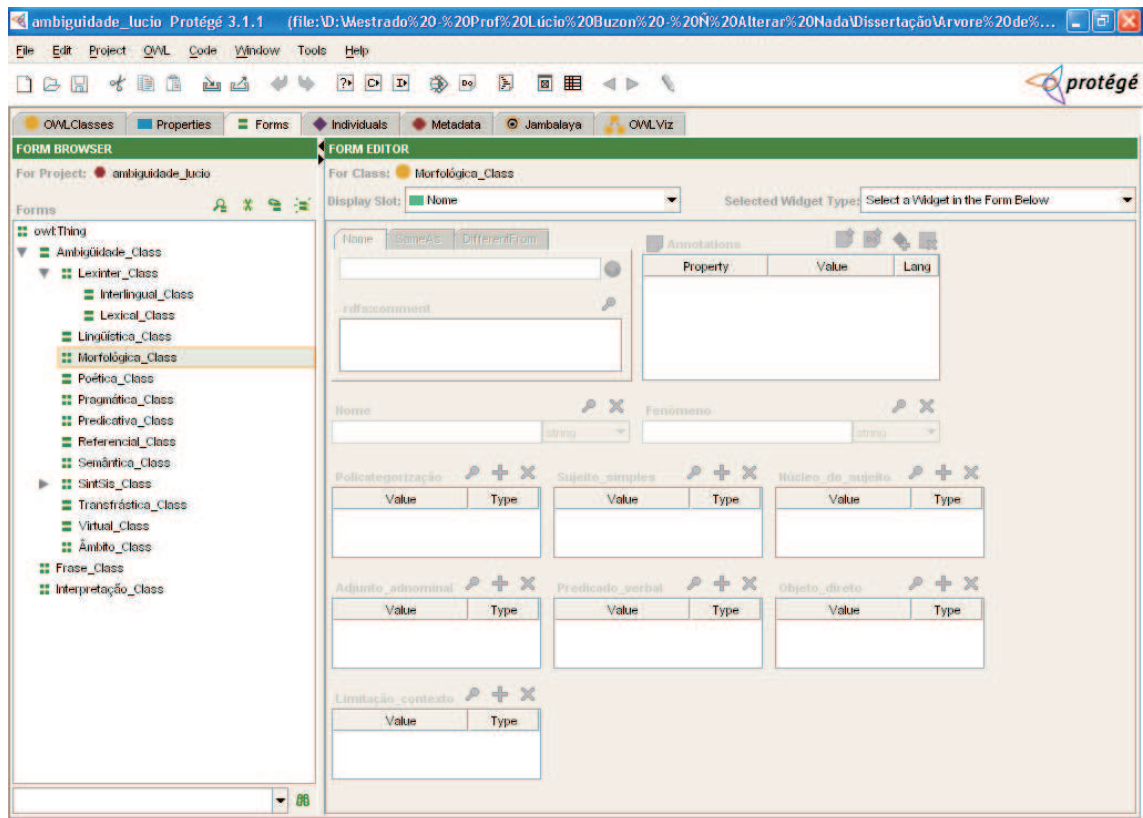 ambiguidade_lucio Protégé 3.1.1 (file:\D:\Mestrado%20-%20Prof%20Lúcio%20Buzon%20-%20Ñ%20Alterar%20Nada\Dissertação\Arvore%20de%...
File Edit Project OWL Code Window Tools Help
protégé
OWLClasses Properties Forms Individuals Metadata Jambalaya OWLViz
FORM BROWSER
For Project: ambiguidade_lucio
Forms
owl:Thing
Ambigüidade_Class
Lexinter_Class
Interlingual_Class
Lexical_Class
Lingüística_Class
Morfológica_Class
Poética_Class
Pragmática_Class
Predicativa_Class
Referencial_Class
Semântica_Class
SintSis_Class
Transfrástica_Class
Virtual_Class
Âmbito_Class
Frase_Class
Interpretação_Class
FORM EDITOR
For Class: Morfológica_Class
Display Slot: Nome Selected Widget Type: Select a Widget in the Form Below
Name SameAs DifferentFrom
Annotations
Property Value Lang
rdfs:comment
Nome Fenômeno
string string
Policategorização Sujeito_simples Núcleo_do_sujeito
Value Type Value Type Value Type
Adjunto_adnominal Predicado_verbal Objeto_direto
Value Type Value Type Value Type
Limitação_contexto
Value Type